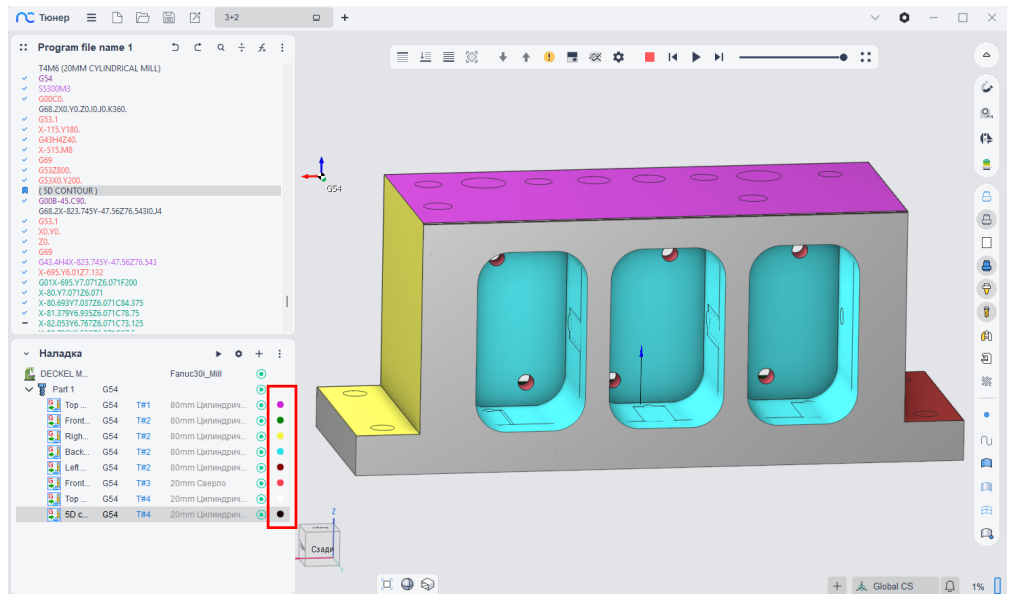 Тюнер
3+2
Program file name 1
T4M6 (20MM CYLINDRICAL MILL)
G54
S5300M3
G00C0.
G68.2X0.Y0.Z0.I0.J0.K360.
G53.1
X-115.Y180.
G43H4Z40.
X-515.M8
G69
G53Z800.
G53X0.Y200.
( 5D CONTOUR )
G00B-45.C90.
G68.2X-823.745Y-47.56Z76.543I0.J4
G53.1
X0.Y0.
Z0.
G69
G43.4H4X-823.745Y-47.56Z76.543
X-695.Y6.01Z7.132
G01X-695.Y7.071Z6.071F200
X-80.Y7.071Z6.071
X-80.693Y7.037Z6.071C84.375
X-81.379Y6.935Z6.071C78.75
X-82.053Y6.767Z6.071C73.125
G54
Наладка
DECKEL M... Fanuc30i_Mill
Part 1 G54
Top ... G54 T#1 80mm Цилиндрич...
Front... G54 T#2 80mm Цилиндрич...
Righ... G54 T#2 80mm Цилиндрич...
Back... G54 T#2 80mm Цилиндрич...
Left ... G54 T#2 80mm Цилиндрич...
Front... G54 T#3 20mm Сверло
Top ... G54 T#4 20mm Цилиндрич...
5D c... G54 T#4 20mm Цилиндрич...
Z
Сзади
Y
Global CS
1%